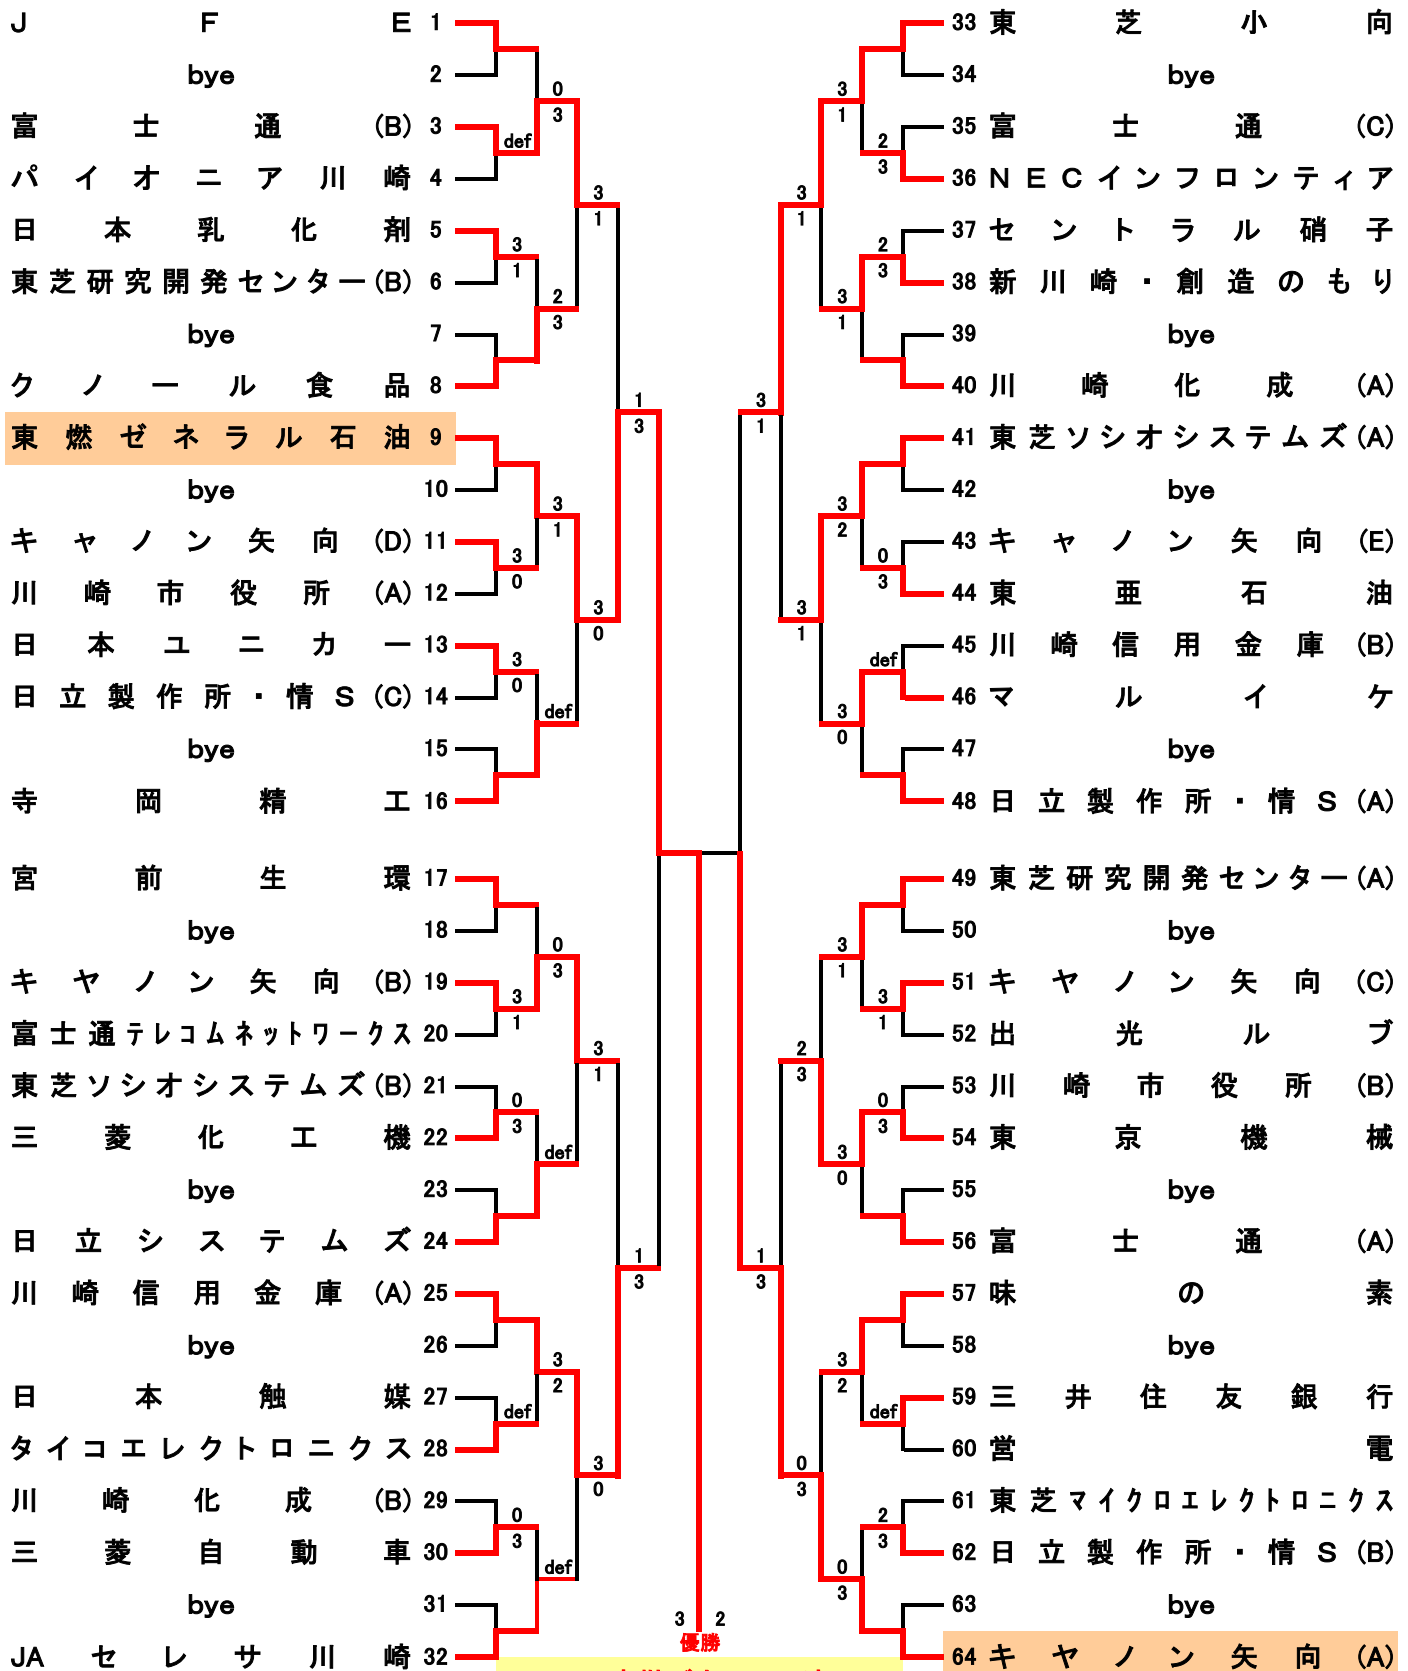 JFE 1
bye 2
富士通(B) 3
パイオニア川崎 4
日本乳化剤 5
東芝研究開発センター(B) 6
bye 7
クノール食品 8
東燃ゼネラル石油 9
bye 10
キヤノン矢向(D) 11
川崎市役所(A) 12
日本ユニカー 13
日立製作所・情S(C) 14
bye 15
寺岡精工 16
宮前生環 17
bye 18
キヤノン矢向(B) 19
富士通テレコムネットワークス 20
東芝ソシオシステムズ(B) 21
三菱化工機 22
bye 23
日立システムズ 24
川崎信用金庫(A) 25
bye 26
日本触媒 27
タイコエレクトロニクス 28
川崎化成(B) 29
三菱自動車 30
bye 31
JAセレサ川崎 32
def
3
1
3
0
3
0
3
1
0
3
def
0
3
0
3
2
3
3
1
def
0
3
def
3
2
def
3
1
3
0
3
1
3
0
1
3
1
3
33 東芝小向
34 bye
35 富士通(C)
36 NECインフロンティア
37 セントラル硝子
38 新川崎・創造のもり
39 bye
40 川崎化成(A)
41 東芝ソシオシステムズ(A)
42 bye
43 キヤノン矢向(E)
44 東亜石油
45 川崎信用金庫(B)
46 マルイケ
47 bye
48 日立製作所・情S(A)
49 東芝研究開発センター(A)
50 bye
51 キヤノン矢向(C)
52 出光ルブ
53 川崎市役所(B)
54 東京機械
55 bye
56 富士通(A)
57 味の素
58 bye
59 三井住友銀行
60 営電
61 東芝マイクロエレクトロニクス
62 日立製作所・情S(B)
63 bye
64 キヤノン矢向(A)
2
3
2
3
0
3
def
3
1
0
3
def
2
3
3
1
3
1
3
2
3
0
3
1
3
0
3
2
0
3
3
1
3
1
2
3
0
3
3
1
1
3
3 2
優勝